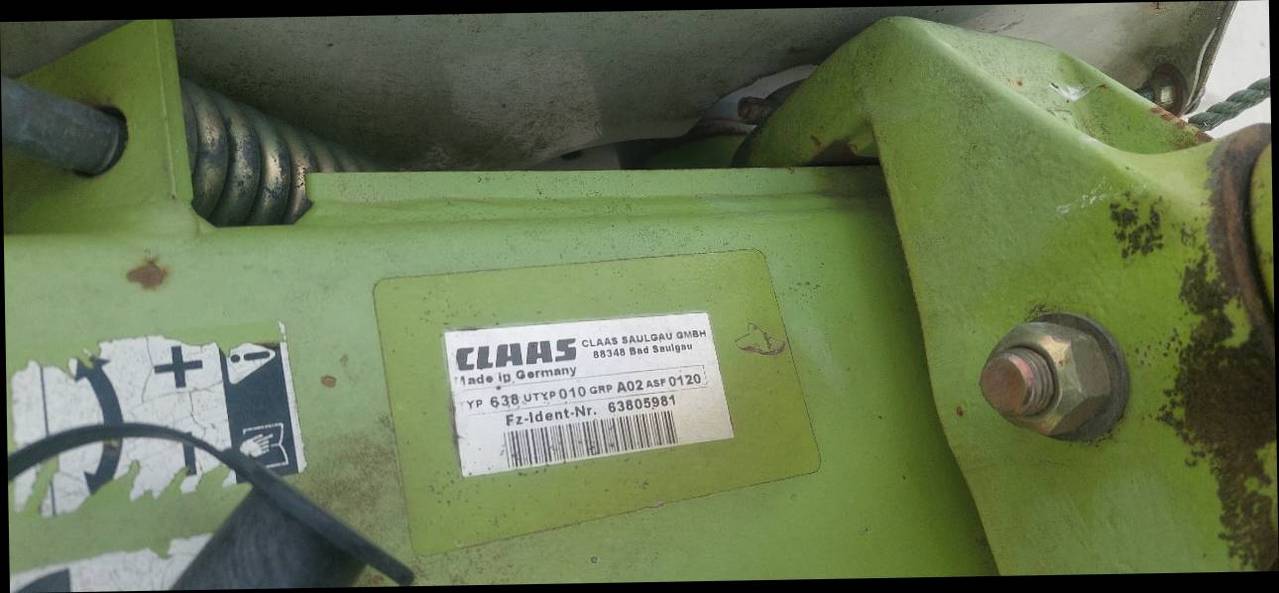 CLAAS CLAAS SAULGAU GMBH
88348 Bad Saulgau
Made in Germany
TYP 638 UTYP 010 GRP A02 ASF 0120
Fz-Ident-Nr. 63805981